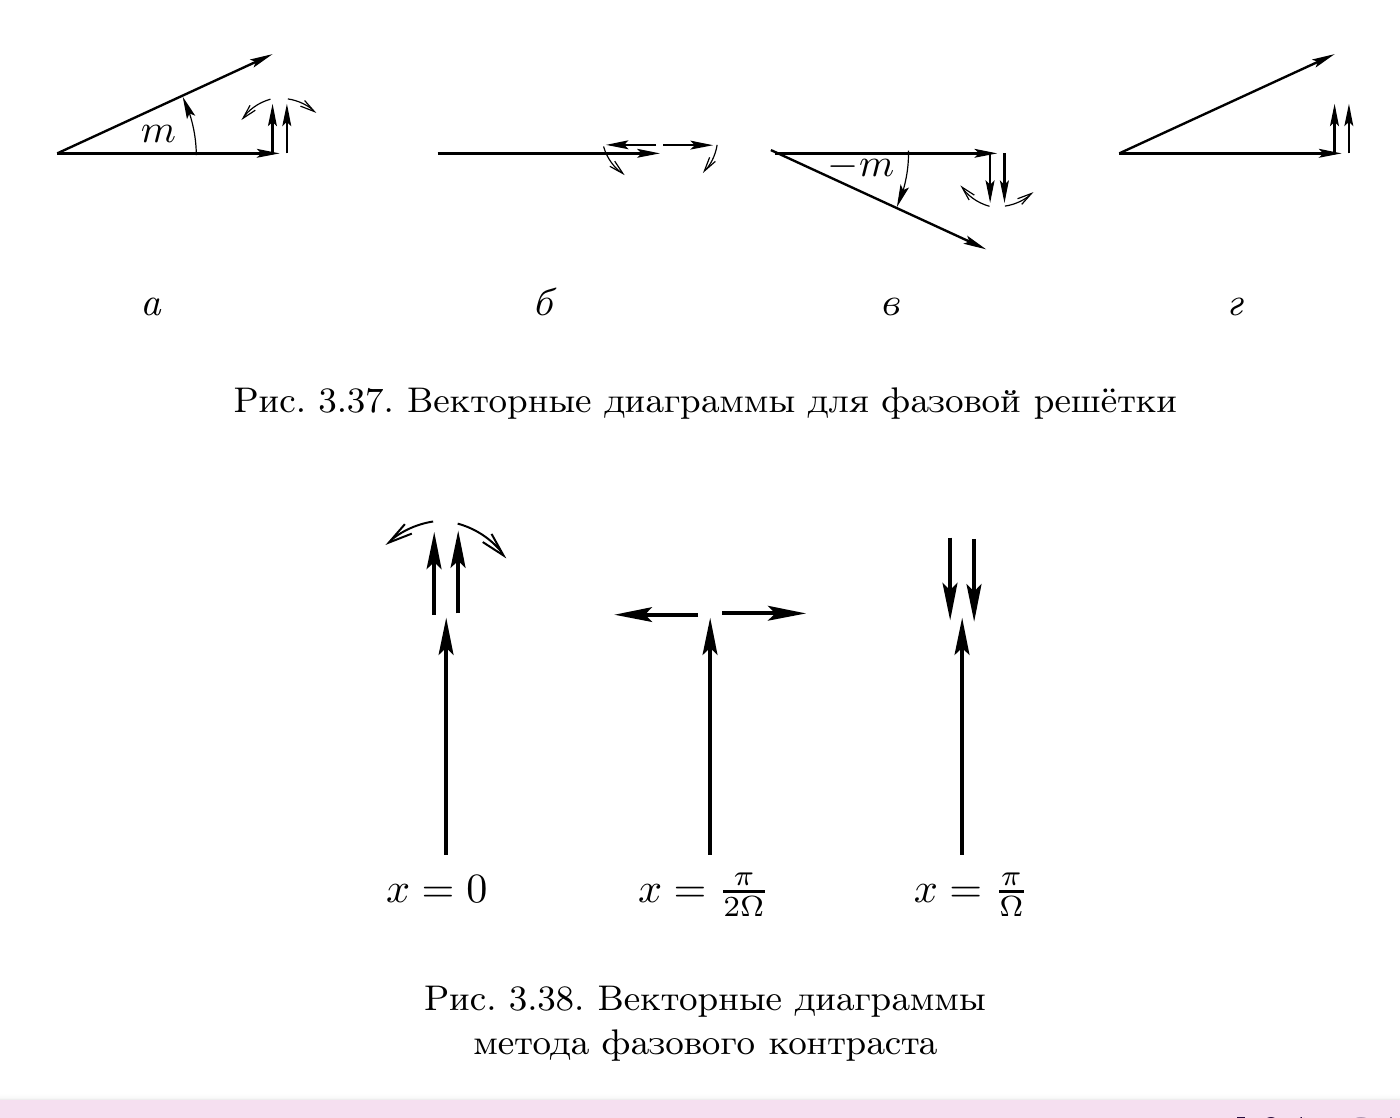 m
−m
а
б
в
г
Рис. 3.37. Векторные диаграммы для фазовой решётки
x = 0
x = π/2Ω
x = π/Ω
Рис. 3.38. Векторные диаграммы
метода фазового контраста